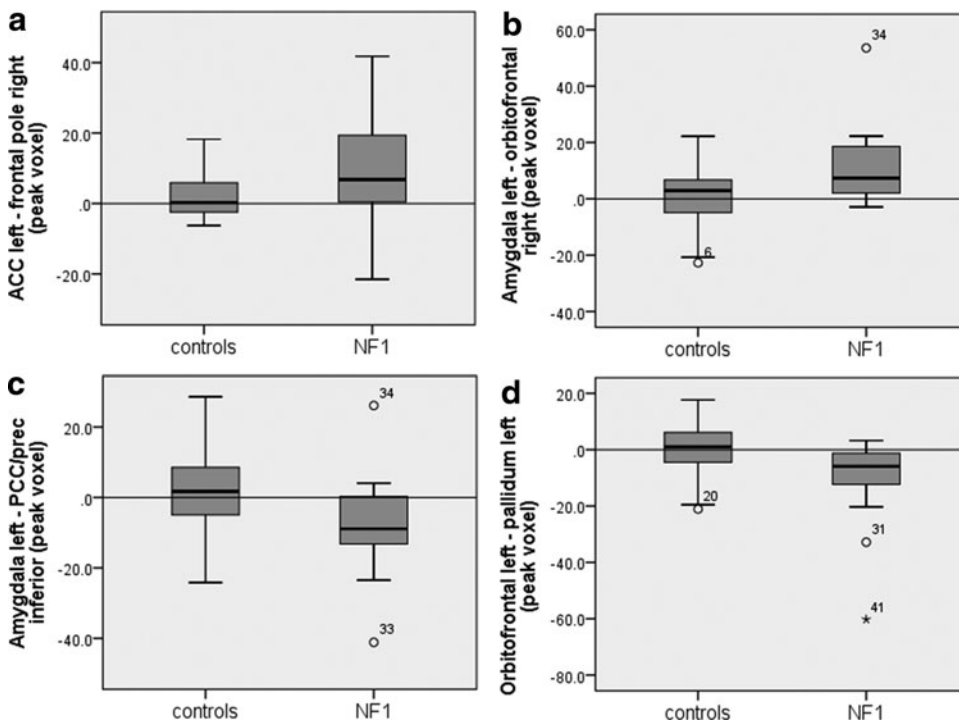 a
ACC left - frontal pole right
(peak voxel)
40.0
20.0
.0
-20.0
controls
NF1
b
Amygdala left - orbitofrontal
right (peak voxel)
60.0
40.0
20.0
.0
-20.0
-40.0
34
6
controls
NF1
c
Amygdala left - PCC/prec
inferior (peak voxel)
20.0
.0
-20.0
-40.0
34
33
controls
NF1
d
Orbitofrontal left - pallidum left
(peak voxel)
20.0
.0
-20.0
-40.0
-60.0
-80.0
20
31
41
controls
NF1